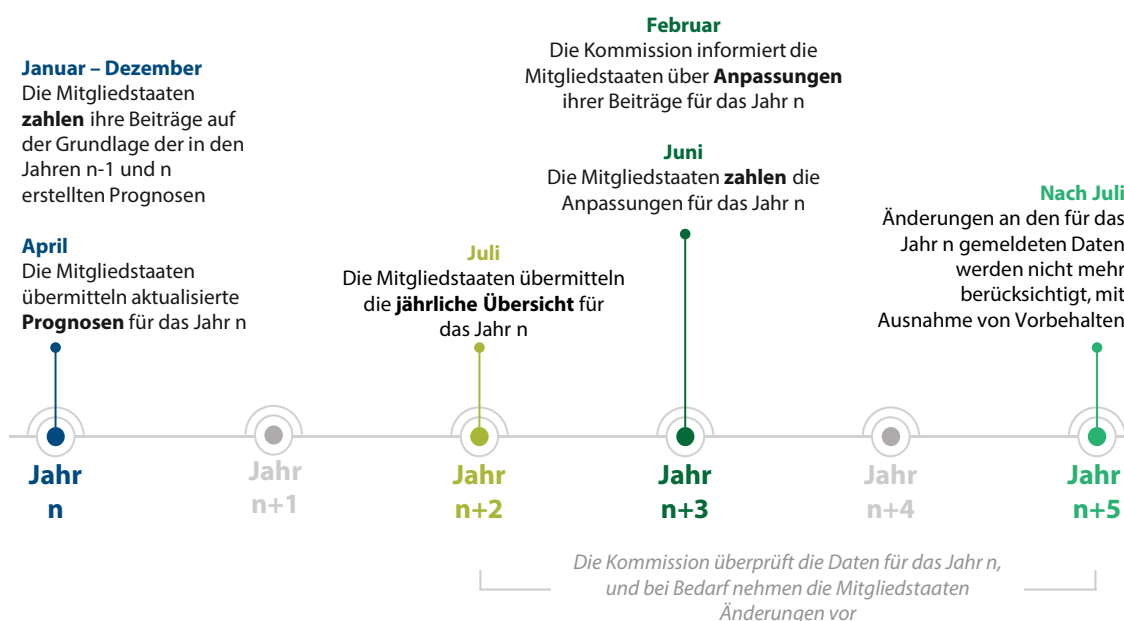 Januar – Dezember
Die Mitgliedstaaten
zahlen ihre Beiträge auf
der Grundlage der in den
Jahren n-1 und n
erstellten Prognosen
April
Die Mitgliedstaaten
übermitteln aktualisierte
Prognosen für das Jahr n
Juli
Die Mitgliedstaaten übermitteln
die jährliche Übersicht für
das Jahr n
Februar
Die Kommission informiert die
Mitgliedstaaten über Anpassungen
ihrer Beiträge für das Jahr n
Juni
Die Mitgliedstaaten zahlen die
Anpassungen für das Jahr n
Nach Juli
Änderungen an den für das
Jahr n gemeldeten Daten
werden nicht mehr
berücksichtigt, mit
Ausnahme von Vorbehalten
Jahr
n
Jahr
n+1
Jahr
n+2
Jahr
n+3
Jahr
n+4
Jahr
n+5
Die Kommission überprüft die Daten für das Jahr n,
und bei Bedarf nehmen die Mitgliedstaaten
Änderungen vor